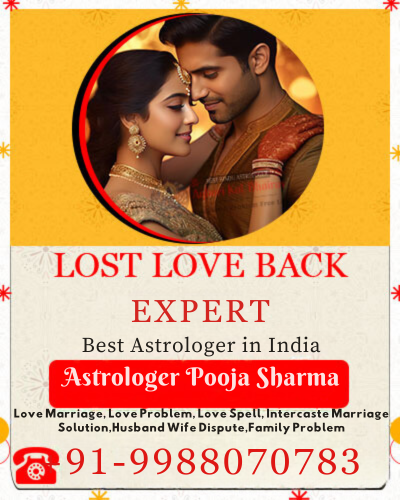 LOST LOVE BACK
EXPERT
Best Astrologer in India
Astrologer Pooja Sharma
Love Marriage, Love Problem, Love Spell, Intercaste Marriage
Solution,Husband Wife Dispute,Family Problem
91-9988070783